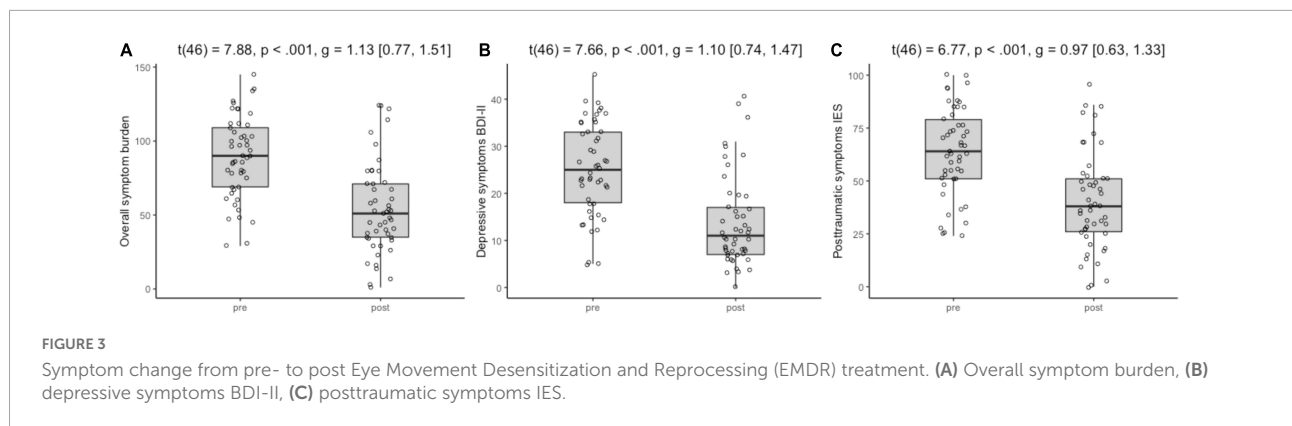 A
t(46) = 7.88, p < .001, g = 1.13 [0.77, 1.51]
Overall symptom burden
150
100
50
0
pre
post
B
t(46) = 7.66, p < .001, g = 1.10 [0.74, 1.47]
Depressive symptoms BDI-II
40
30
20
10
0
pre
post
C
t(46) = 6.77, p < .001, g = 0.97 [0.63, 1.33]
Posttraumatic symptoms IES
100
75
50
25
0
pre
post
FIGURE 3
Symptom change from pre- to post Eye Movement Desensitization and Reprocessing (EMDR) treatment. (A) Overall symptom burden, (B)
depressive symptoms BDI-II, (C) posttraumatic symptoms IES.